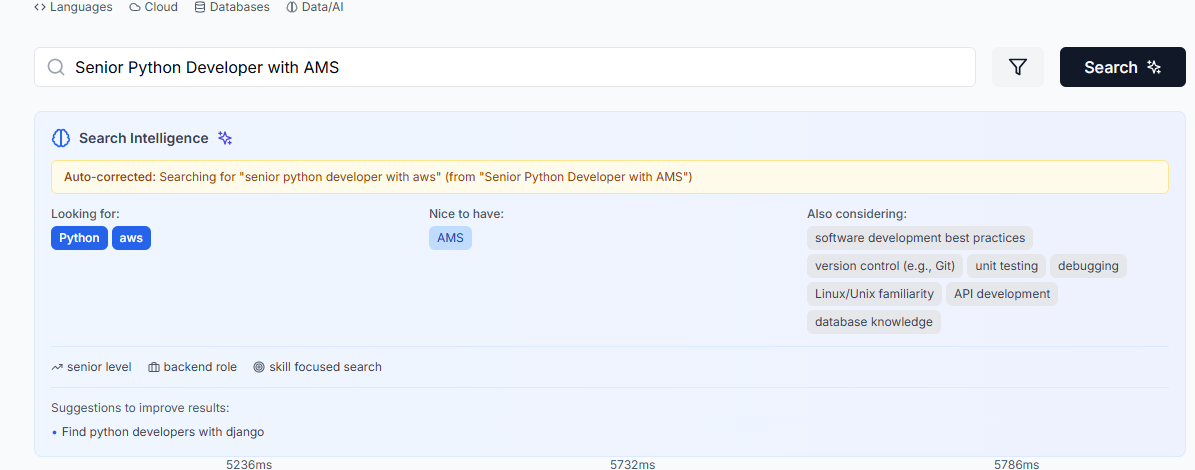 Languages Cloud Databases Data/AI
Senior Python Developer with AMS
Search
Search Intelligence
Auto-corrected: Searching for "senior python developer with aws" (from "Senior Python Developer with AMS")
Looking for: Nice to have: Also considering:
Python aws AMS software development best practices
version control (e.g., Git) unit testing debugging
Linux/Unix familiarity API development
database knowledge
senior level backend role skill focused search
Suggestions to improve results:
• Find python developers with django
5236ms 5732ms 5786ms